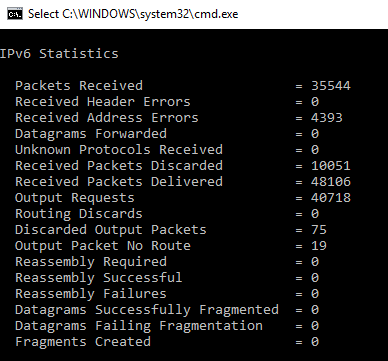 C:\. Select C:\WINDOWS\system32\cmd.exe
IPv6 Statistics
Packets Received = 35544
Received Header Errors = 0
Received Address Errors = 4393
Datagrams Forwarded = 0
Unknown Protocols Received = 0
Received Packets Discarded = 10051
Received Packets Delivered = 48106
Output Requests = 40718
Routing Discards = 0
Discarded Output Packets = 75
Output Packet No Route = 19
Reassembly Required = 0
Reassembly Successful = 0
Reassembly Failures = 0
Datagrams Successfully Fragmented = 0
Datagrams Failing Fragmentation = 0
Fragments Created = 0